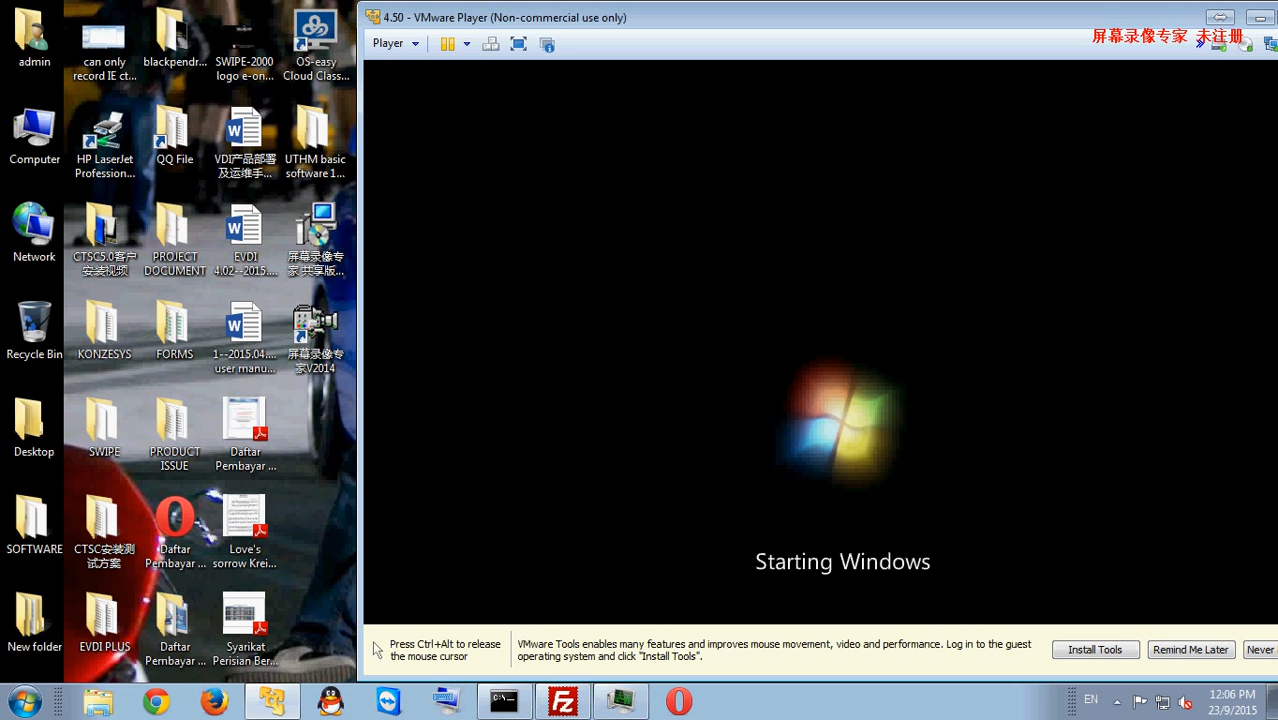 4.50 - VMware Player (Non-commercial use only)
屏幕录像专家 未注册
Player
admin
can only
record IE ct...
blackpendr...
SWIPE-2000
logo e-on...
OS-easy
Cloud Class...
Computer
HP LaserJet
Profession...
QQ File
VDI产品部署
及运维手...
UTHM basic
software 1...
Network
CTSC5.0客户
安装视频
PROJECT
DOCUMENT
EVDI
4.02--2015....
屏幕录像专
家 共享版...
Recycle Bin
KONZESYS
FORMS
1--2015.04....
user manu...
屏幕录像专
家V2014
Desktop
SWIPE
PRODUCT
ISSUE
Daftar
Pembayar ...
SOFTWARE
CTSC安装测
试方案
Daftar
Pembayar ...
Love's
sorrow Krei...
New folder
EVDI PLUS
Daftar
Pembayar ...
Syarikat
Perisian Ber...
Starting Windows
Press Ctrl+Alt to release
the mouse cursor
VMware Tools enables many features and improves mouse movement, video and performance. Log in to the guest
operating system and click "Install Tools".
Install Tools
Remind Me Later
Never
C:\.
FZ
EN
12:06 PM
23/9/2015